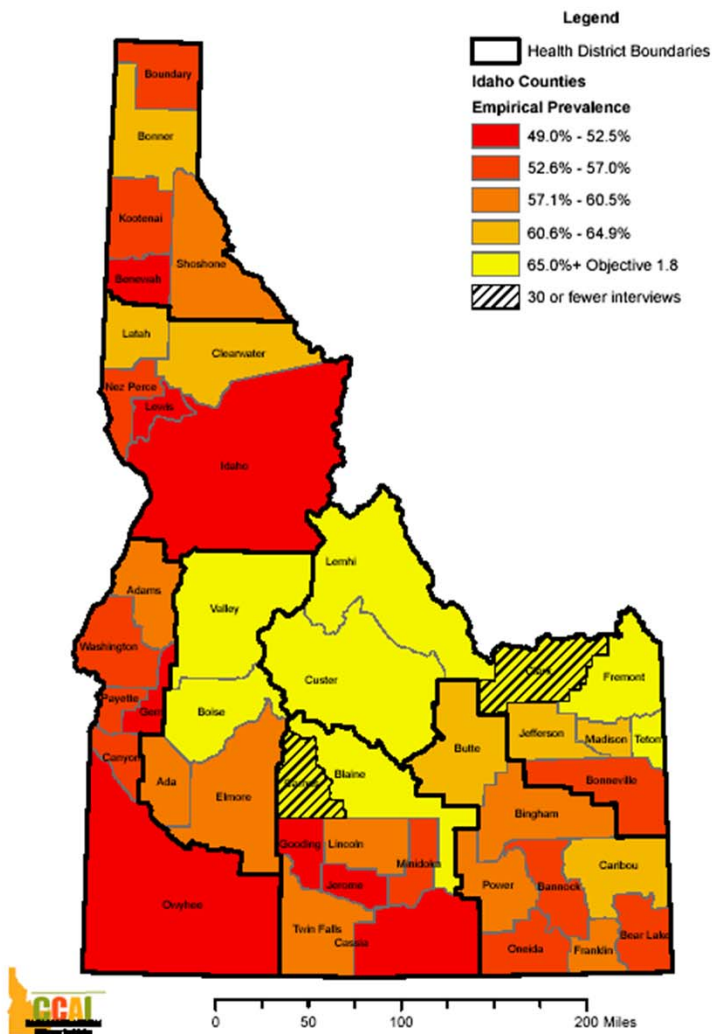 Legend
Health District Boundaries
Idaho Counties
Empirical Prevalence
49.0% - 52.5%
52.6% - 57.0%
57.1% - 60.5%
60.6% - 64.9%
65.0%+ Objective 1.8
30 or fewer interviews
Boundary
Bonner
Kootenai
Shoshone
Benewah
Latah
Clearwater
Nez Perce
Lewis
Idaho
Lemhi
Adams
Valley
Washington
Custer
Fremont
Payette
Gem
Boise
Jefferson
Madison
Teton
Butte
Canyon
Ada
Elmore
Blaine
Bonneville
Bingham
Gooding
Lincoln
Minidoka
Caribou
Jerome
Power
Bannock
Owyhee
Twin Falls
Cassia
Oneida
Franklin
Bear Lake
CCAI
0 50 100 200 Miles